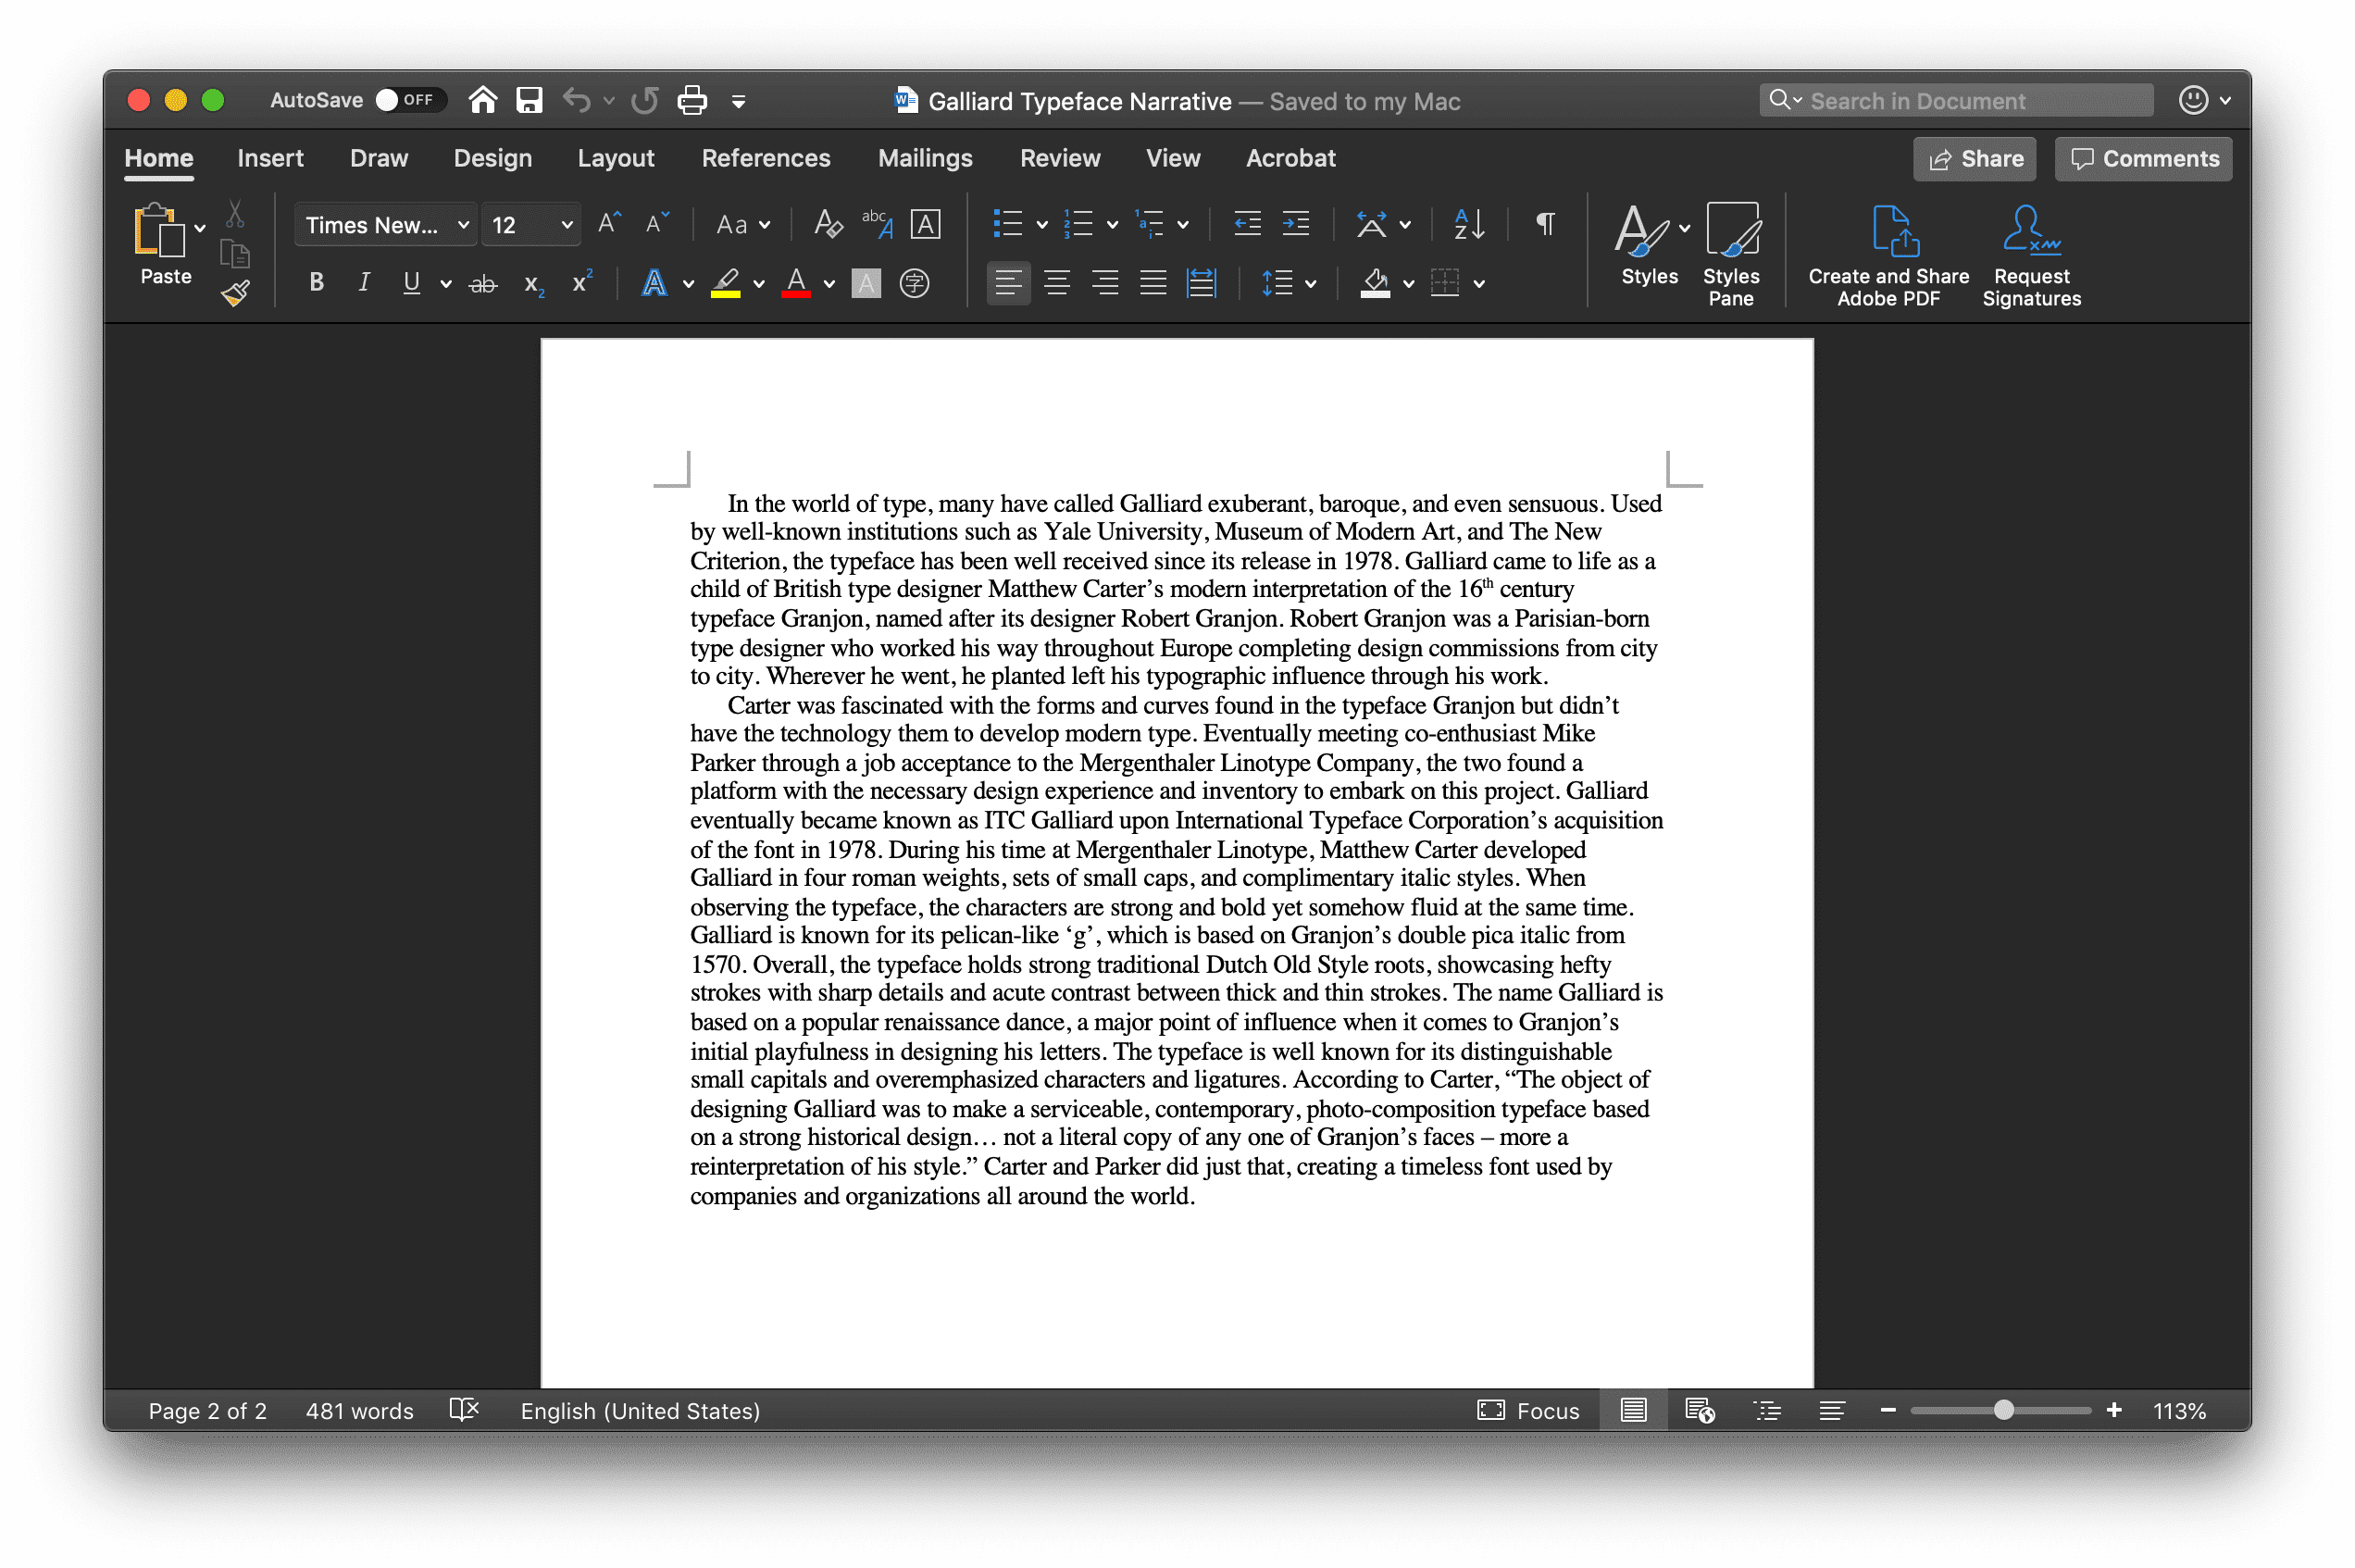 AutoSave OFF
Galliard Typeface Narrative — Saved to my Mac
Search in Document
Home Insert Draw Design Layout References Mailings Review View Acrobat
Share Comments
Paste
Times New... 12
Aa
Styles
Styles Pane
Create and Share Adobe PDF
Request Signatures
In the world of type, many have called Galliard exuberant, baroque, and even sensuous. Used
by well-known institutions such as Yale University, Museum of Modern Art, and The New
Criterion, the typeface has been well received since its release in 1978. Galliard came to life as a
child of British type designer Matthew Carter’s modern interpretation of the 16th century
typeface Granjon, named after its designer Robert Granjon. Robert Granjon was a Parisian-born
type designer who worked his way throughout Europe completing design commissions from city
to city. Wherever he went, he planted left his typographic influence through his work.
Carter was fascinated with the forms and curves found in the typeface Granjon but didn’t
have the technology them to develop modern type. Eventually meeting co-enthusiast Mike
Parker through a job acceptance to the Mergenthaler Linotype Company, the two found a
platform with the necessary design experience and inventory to embark on this project. Galliard
eventually became known as ITC Galliard upon International Typeface Corporation’s acquisition
of the font in 1978. During his time at Mergenthaler Linotype, Matthew Carter developed
Galliard in four roman weights, sets of small caps, and complimentary italic styles. When
observing the typeface, the characters are strong and bold yet somehow fluid at the same time.
Galliard is known for its pelican-like ‘g’, which is based on Granjon’s double pica italic from
1570. Overall, the typeface holds strong traditional Dutch Old Style roots, showcasing hefty
strokes with sharp details and acute contrast between thick and thin strokes. The name Galliard is
based on a popular renaissance dance, a major point of influence when it comes to Granjon’s
initial playfulness in designing his letters. The typeface is well known for its distinguishable
small capitals and overemphasized characters and ligatures. According to Carter, “The object of
designing Galliard was to make a serviceable, contemporary, photo-composition typeface based
on a strong historical design… not a literal copy of any one of Granjon’s faces – more a
reinterpretation of his style.” Carter and Parker did just that, creating a timeless font used by
companies and organizations all around the world.
Page 2 of 2 481 words English (United States) Focus 113%